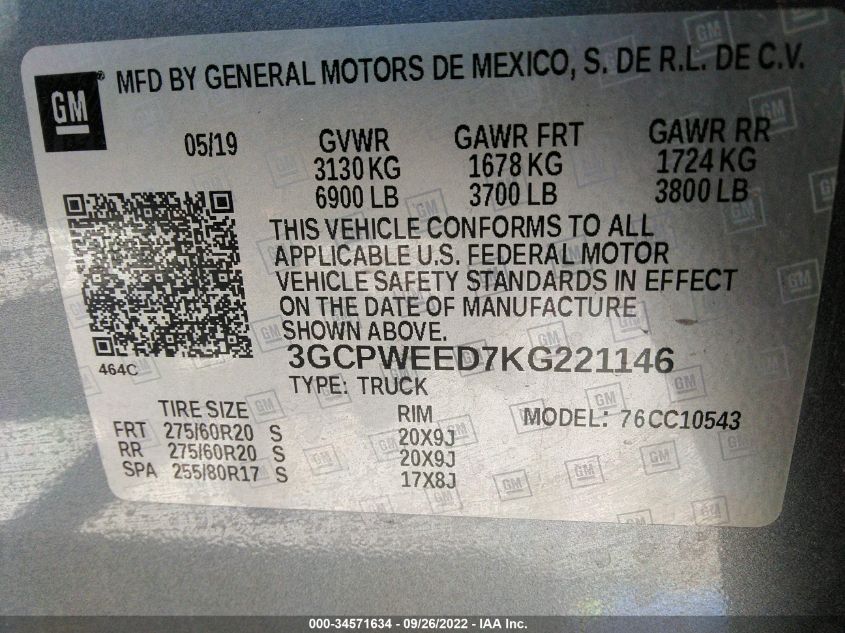 GM
MFD BY GENERAL MOTORS DE MEXICO, S. DE R.L. DE C.V.
05/19 GVWR GAWR FRT GAWR RR
3130 KG 1678 KG 1724 KG
6900 LB 3700 LB 3800 LB
THIS VEHICLE CONFORMS TO ALL
APPLICABLE U.S. FEDERAL MOTOR
VEHICLE SAFETY STANDARDS IN EFFECT
ON THE DATE OF MANUFACTURE
SHOWN ABOVE.
464C
3GCPWEED7KG221146
TYPE: TRUCK
TIRE SIZE RIM MODEL: 76CC10543
FRT 275/60R20 S 20X9J
RR 275/60R20 S 20X9J
SPA 255/80R17 S 17X8J
000-34571634 - 09/26/2022 - IAA Inc.